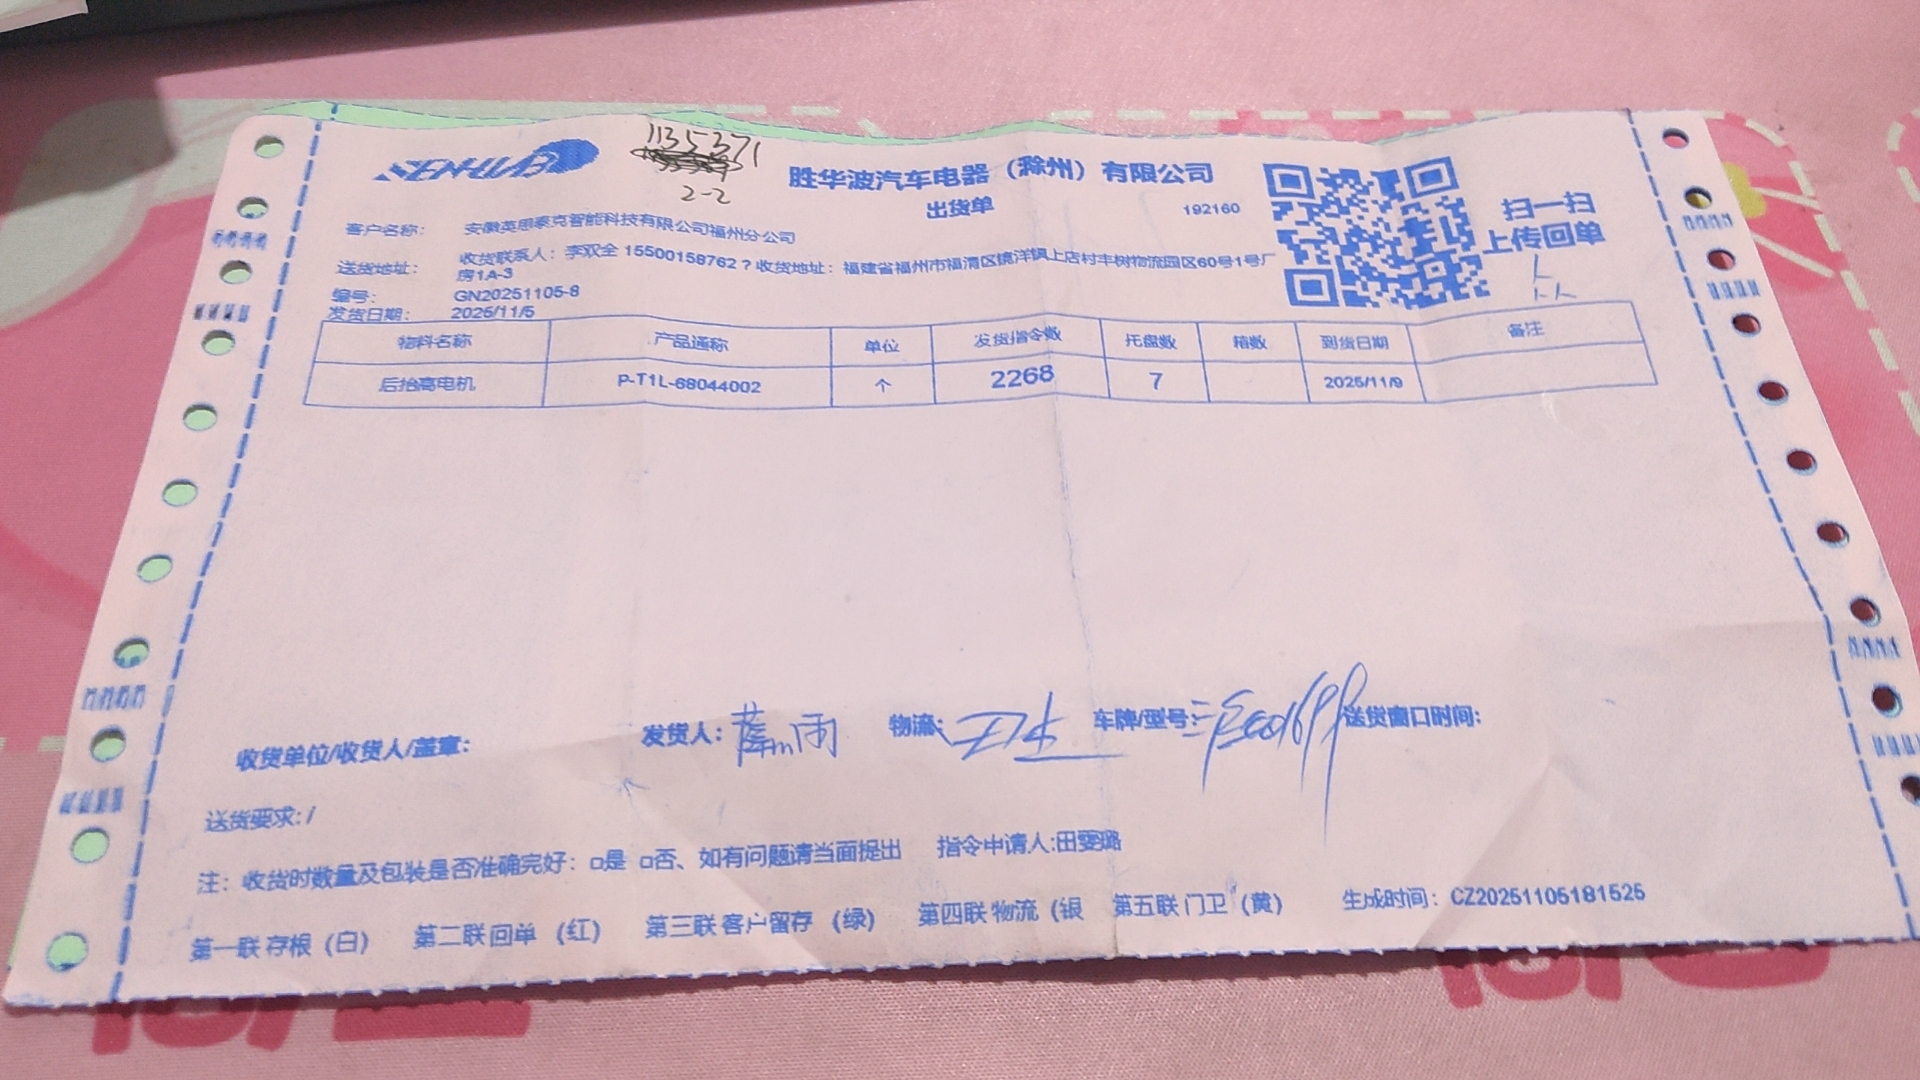 SENHWB
1135371
2-2
胜华波汽车电器（滁州）有限公司
出货单
192160
扫一扫
上传回单
客户名称： 安徽英思泰克智能科技有限公司福州分公司
送货地址： 收货联系人：李双全 15500158762？收货地址：福建省福州市福清区镜洋镇上店村丰树物流园区60号1号厂
房1A-3
编号： GN20251105-8
发货日期： 2025/11/5
物料名称 产品通称 单位 发货指令数 托盘数 箱数 到货日期 备注
后抬高电机 P-T1L-68044002 个 2268 7 2025/11/9
收货单位/收货人/盖章： 发货人： 物流： 车牌/型号： 送货窗口时间：
送货要求：/
注：收货时数量及包装是否准确完好：□是 □否、如有问题请当面提出 指令申请人:田雯璐
第一联 存根（白） 第二联 回单（红） 第三联 客户留存（绿） 第四联 物流（银 第五联 门卫（黄） 生成时间：CZ20251105181525